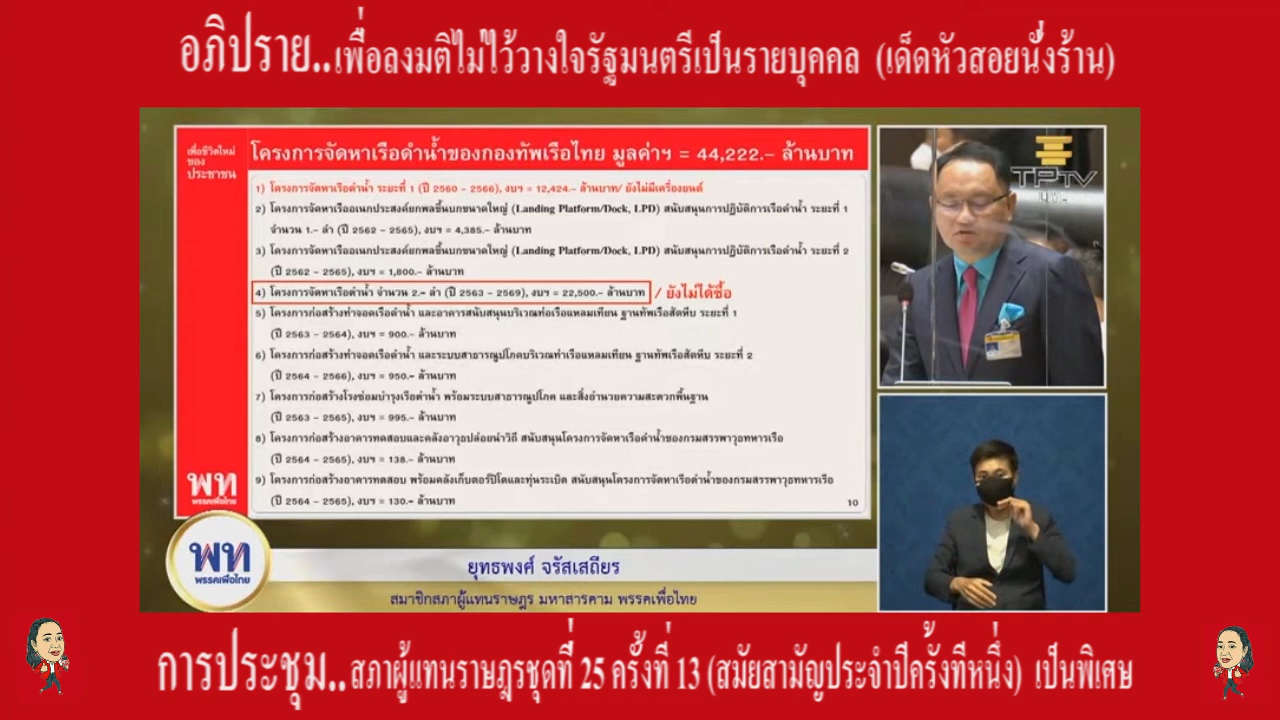 อภิปราย..เพื่อลงมติไม่ไว้วางใจรัฐมนตรีเป็นรายบุคคล (เด็ดหัวสอยนั่งร้าน)
เพื่อชีวิตใหม่
ของ
ประชาชน
โครงการจัดหาเรือดำน้ำของกองทัพเรือไทย มูลค่าฯ = 44,222.- ล้านบาท
1) โครงการจัดหาเรือดำน้ำ ระยะที่ 1 (ปี 2560 - 2566), งบฯ = 12,424.- ล้านบาท/ ยังไม่มีเครื่องยนต์
2) โครงการจัดหาเรืออเนกประสงค์ยกพลขึ้นบกขนาดใหญ่ (Landing Platform/Dock, LPD) สนับสนุนการปฏิบัติการเรือดำน้ำ ระยะที่ 1
จำนวน 1.- ลำ (ปี 2562 - 2565), งบฯ = 4,385.- ล้านบาท
3) โครงการจัดหาเรืออเนกประสงค์ยกพลขึ้นบกขนาดใหญ่ (Landing Platform/Dock, LPD) สนับสนุนการปฏิบัติการเรือดำน้ำ ระยะที่ 2
(ปี 2562 - 2565), งบฯ = 1,800.- ล้านบาท
4) โครงการจัดหาเรือดำน้ำ จำนวน 2.- ลำ (ปี 2563 - 2569), งบฯ = 22,500.- ล้านบาท / ยังไม่ได้ซื้อ
5) โครงการก่อสร้างท่าจอดเรือดำน้ำ และอาคารสนับสนุนบริเวณท่อเรือแหลมเทียน ฐานทัพเรือสัตหีบ ระยะที่ 1
(ปี 2563 - 2564), งบฯ = 900.- ล้านบาท
6) โครงการก่อสร้างท่าจอดเรือดำน้ำ และระบบสาธารณูปโภคบริเวณท่าเรือแหลมเทียน ฐานทัพเรือสัตหีบ ระยะที่ 2
(ปี 2564 - 2566), งบฯ = 950.- ล้านบาท
7) โครงการก่อสร้างโรงซ่อมบำรุงเรือดำน้ำ พร้อมระบบสาธารณูปโภค และสิ่งอำนวยความสะดวกพื้นฐาน
(ปี 2563 - 2565), งบฯ = 995.- ล้านบาท
8) โครงการก่อสร้างอาคารทดสอบและคลังอาวุธปล่อยนำวิถี สนับสนุนโครงการจัดหาเรือดำน้ำของกรมสรรพาวุธทหารเรือ
(ปี 2564 - 2565), งบฯ = 138.- ล้านบาท
9) โครงการก่อสร้างอาคารทดสอบ พร้อมคลังเก็บตอร์ปิโดและทุ่นระเบิด สนับสนุนโครงการจัดหาเรือดำน้ำของกรมสรรพาวุธทหารเรือ
(ปี 2564 - 2565), งบฯ = 130.- ล้านบาท
10
พท
พรรคเพื่อไทย
TPTV
พท
พรรคเพื่อไทย
ยุทธพงศ์ จรัสเสถียร
สมาชิกสภาผู้แทนราษฎร มหาสารคาม พรรคเพื่อไทย
การประชุม..สภาผู้แทนราษฎรชุดที่ 25 ครั้งที่ 13 (สมัยสามัญประจำปีครั้งที่หนึ่ง) เป็นพิเศษ